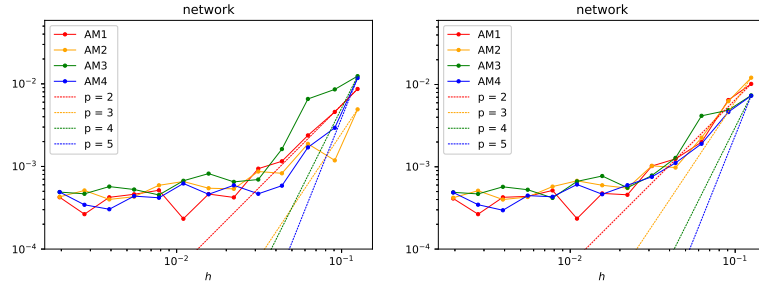 network
AM1
AM2
AM3
AM4
p = 2
p = 3
p = 4
p = 5
10^-2
10^-3
10^-4
10^-2
10^-1
h
network
AM1
AM2
AM3
AM4
p = 2
p = 3
p = 4
p = 5
10^-2
10^-3
10^-4
10^-2
10^-1
h